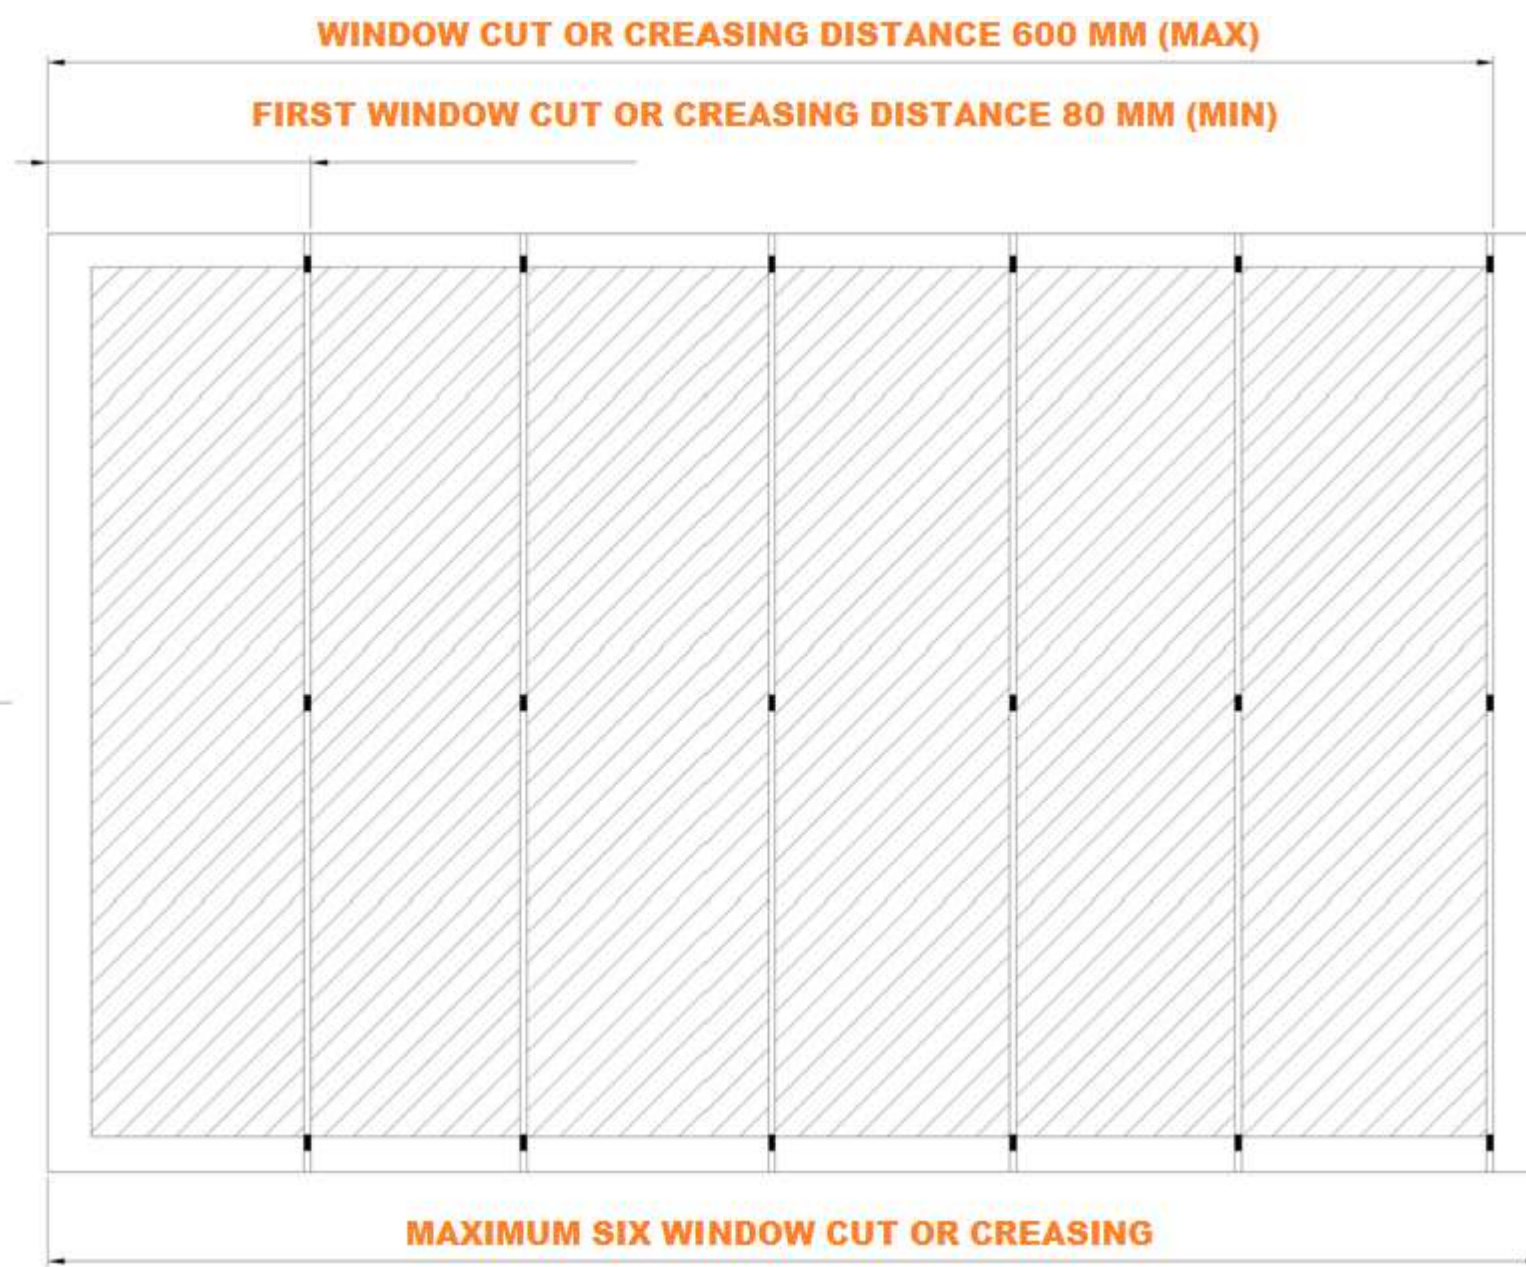 WINDOW CUT OR CREASING DISTANCE 600 MM (MAX)
FIRST WINDOW CUT OR CREASING DISTANCE 80 MM (MIN)
MAXIMUM SIX WINDOW CUT OR CREASING